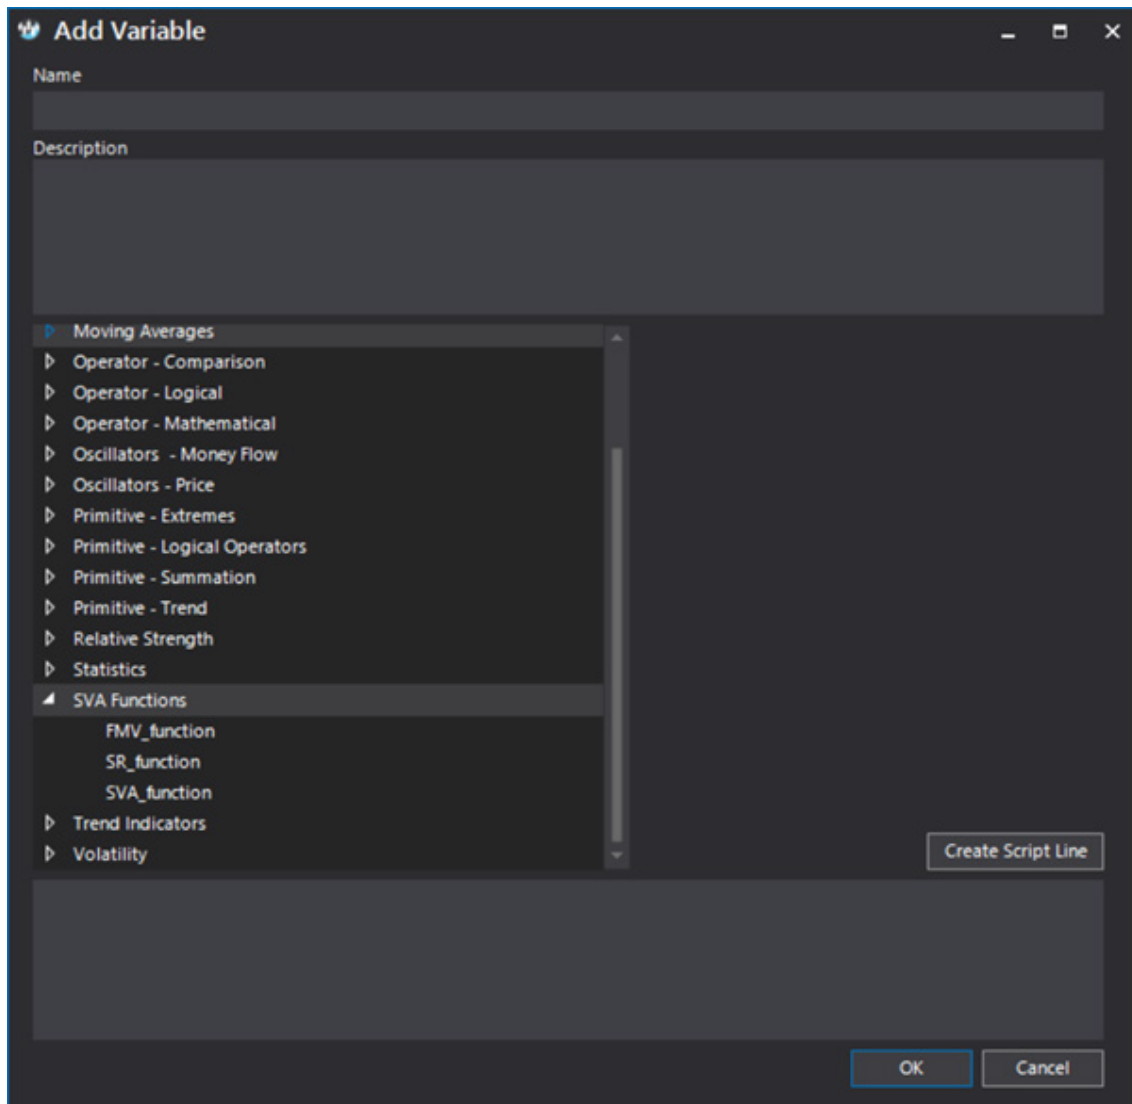 Add Variable
Name
Description
Moving Averages
Operator - Comparison
Operator - Logical
Operator - Mathematical
Oscillators  - Money Flow
Oscillators - Price
Primitive - Extremes
Primitive - Logical Operators
Primitive - Summation
Primitive - Trend
Relative Strength
Statistics
SVA Functions
FMV_function
SR_function
SVA_function
Trend Indicators
Volatility
Create Script Line
OK
Cancel